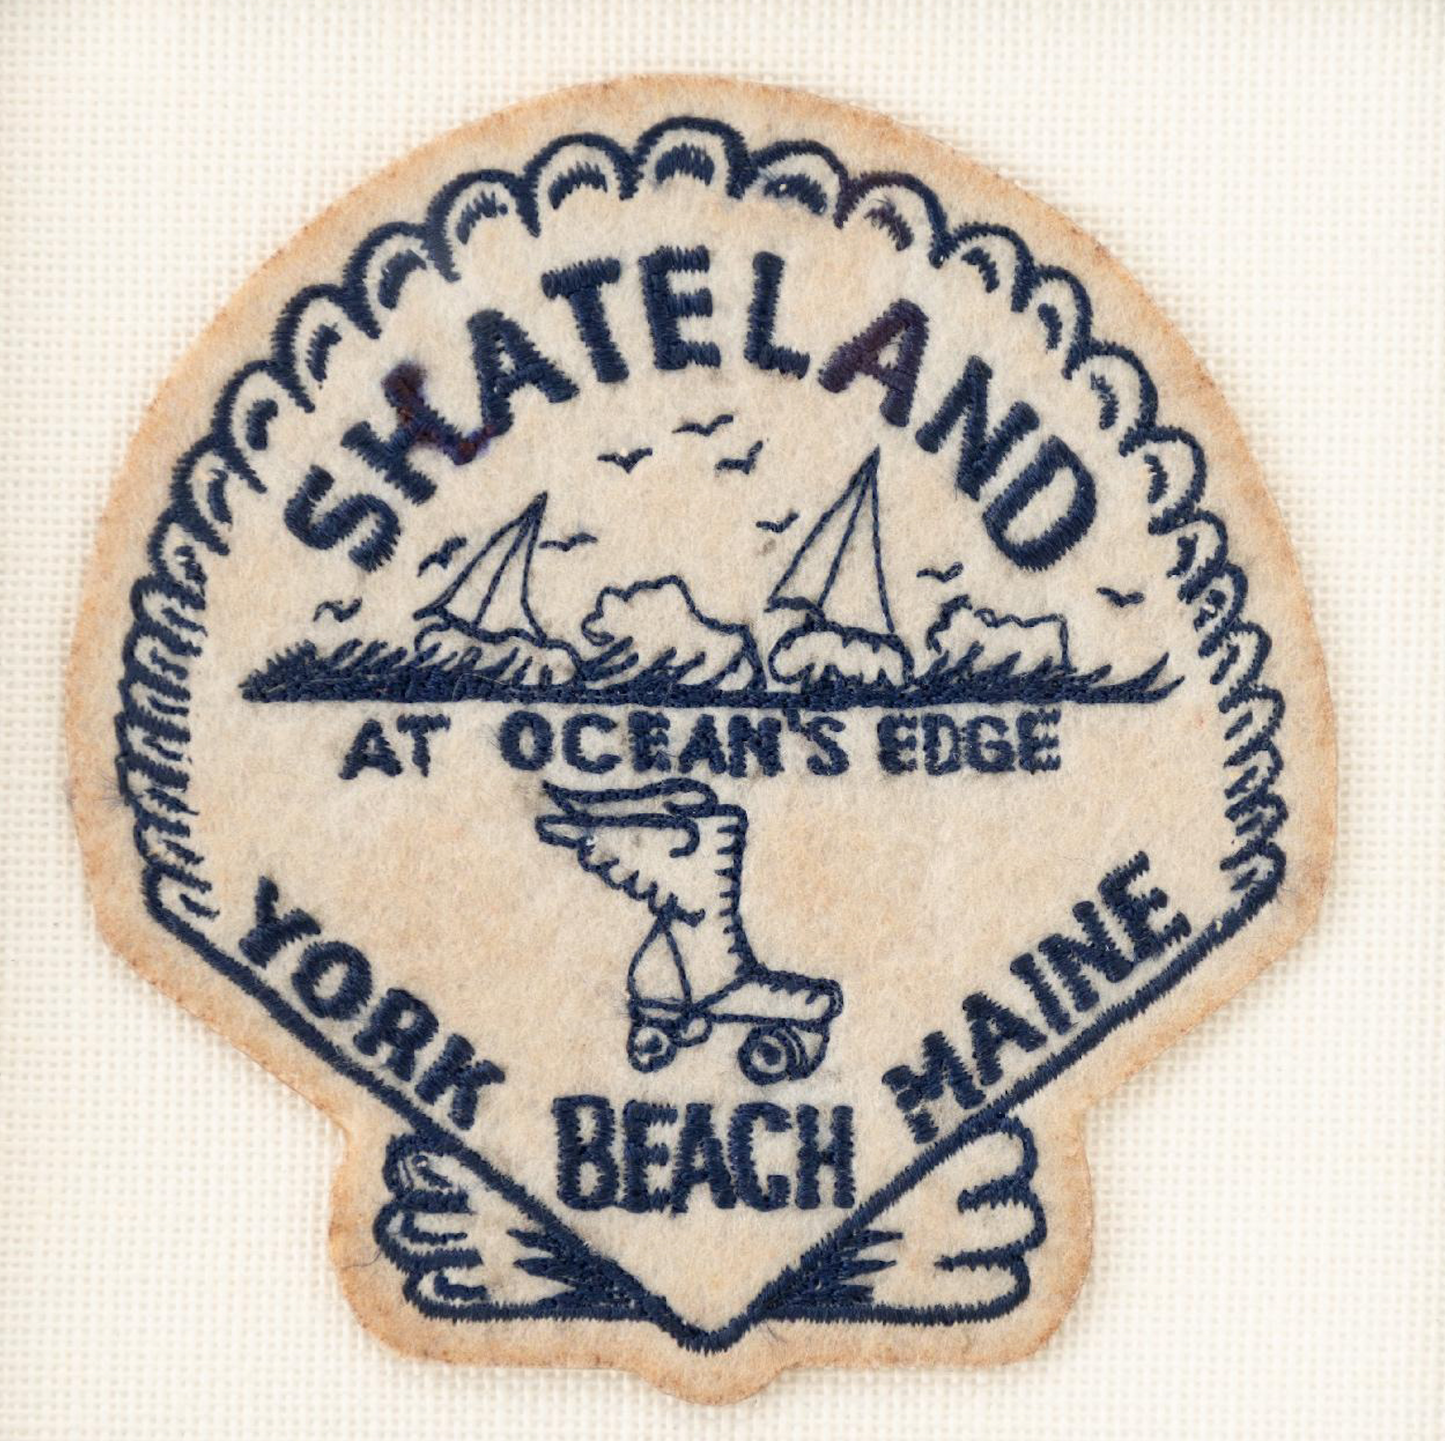 SKATELAND
AT OCEAN'S EDGE
YORK
BEACH
MAINE